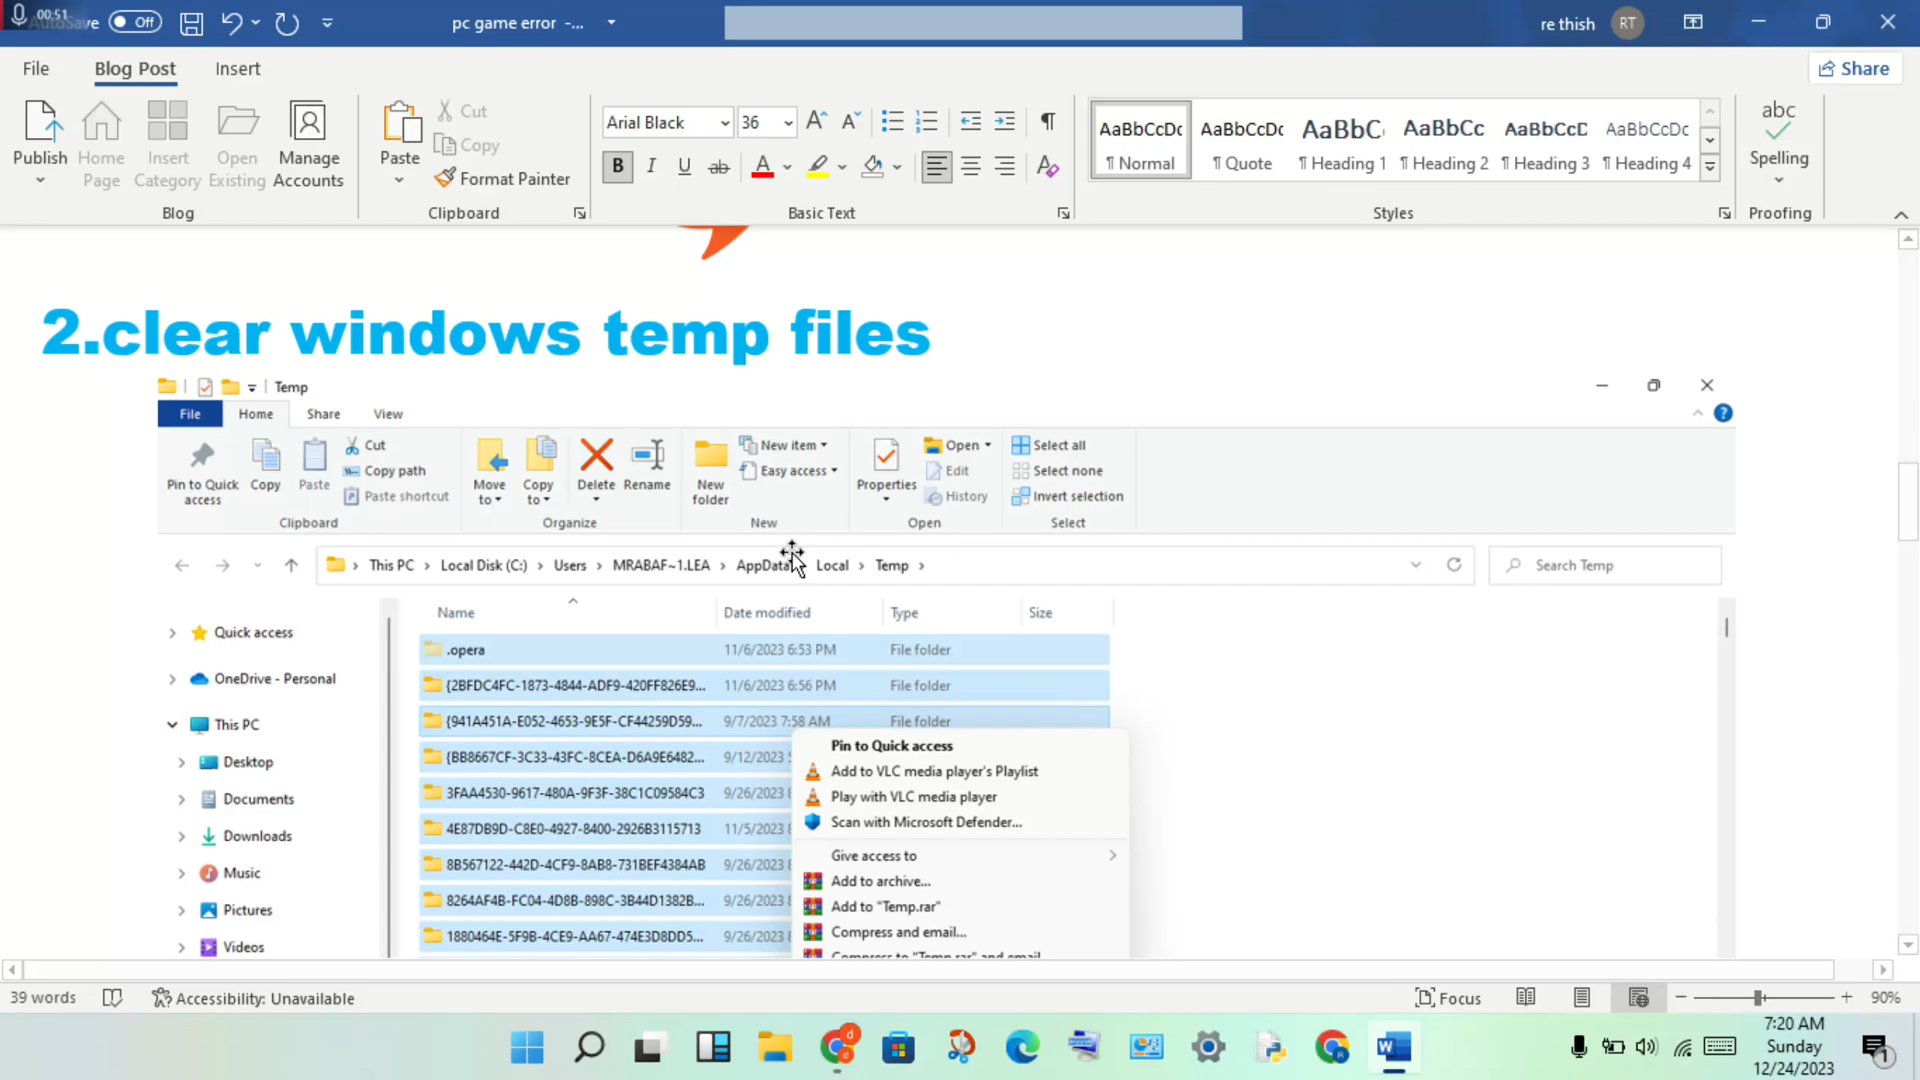 00:51
AutoSave Off pc game error -... re thish RT
File Blog Post Insert Share
Publish Home Page Insert Category Open Existing Manage Accounts
Blog
Paste Cut Copy Format Painter
Clipboard
Arial Black 36
B I U ab A
Basic Text
AaBbCcDc AaBbCcDc AaBbC AaBbCc AaBbCcD AaBbCcDc
¶ Normal ¶ Quote ¶ Heading 1 ¶ Heading 2 ¶ Heading 3 ¶ Heading 4
Styles
abc
Spelling
Proofing
2.clear windows temp files
Temp
File Home Share View
Pin to Quick access Copy Paste Cut Copy path Paste shortcut
Clipboard
Move to Copy to Delete Rename
Organize
New folder New item Easy access
New
Properties Open Edit History
Open
Select all Select none Invert selection
Select
This PC Local Disk (C:) Users MRABAF~1.LEA AppData Local Temp Search Temp
Quick access
OneDrive - Personal
This PC
Desktop
Documents
Downloads
Music
Pictures
Videos
Name Date modified Type Size
.opera 11/6/2023 6:53 PM File folder
{2BFDC4FC-1873-4844-ADF9-420FF826E9... 11/6/2023 6:56 PM File folder
{941A451A-E052-4653-9E5F-CF44259D59... 9/7/2023 7:58 AM File folder
{BB8667CF-3C33-43FC-8CEA-D6A9E6482... 9/12/2023
3FAA4530-9617-480A-9F3F-38C1C09584C3 9/26/2023
4E87DB9D-C8E0-4927-8400-2926B3115713 11/5/2023
8B567122-442D-4CF9-8AB8-731BEF4384AB 9/26/2023
8264AF4B-FC04-4D8B-898C-3B44D1382B... 9/26/2023
1880464E-5F9B-4CE9-AA67-474E3D8DD5... 9/26/2023
Pin to Quick access
Add to VLC media player's Playlist
Play with VLC media player
Scan with Microsoft Defender...
Give access to
Add to archive...
Add to "Temp.rar"
Compress and email...
Compress to "Temp.rar" and email
39 words Accessibility: Unavailable Focus 90%
7:20 AM
Sunday
12/24/2023
1